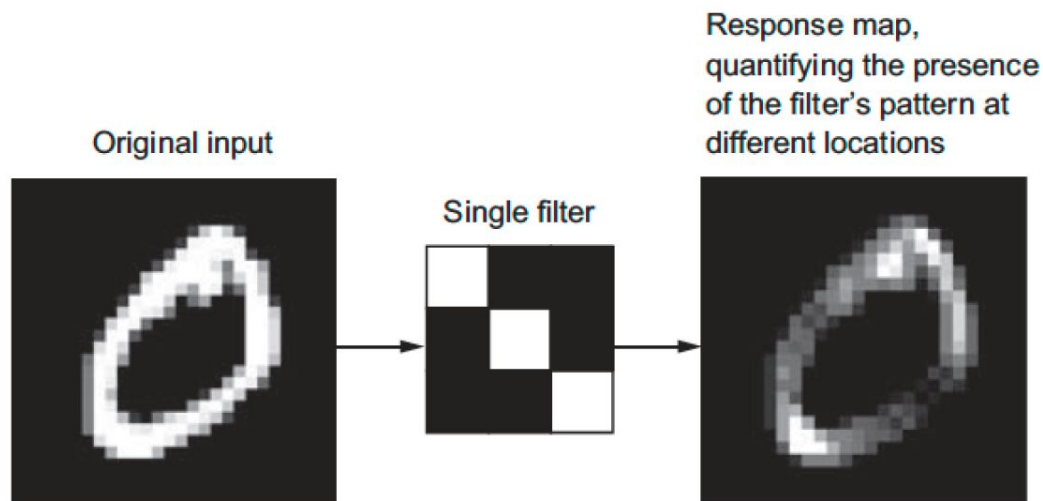 Original input
Single filter
Response map,
quantifying the presence
of the filter's pattern at
different locations